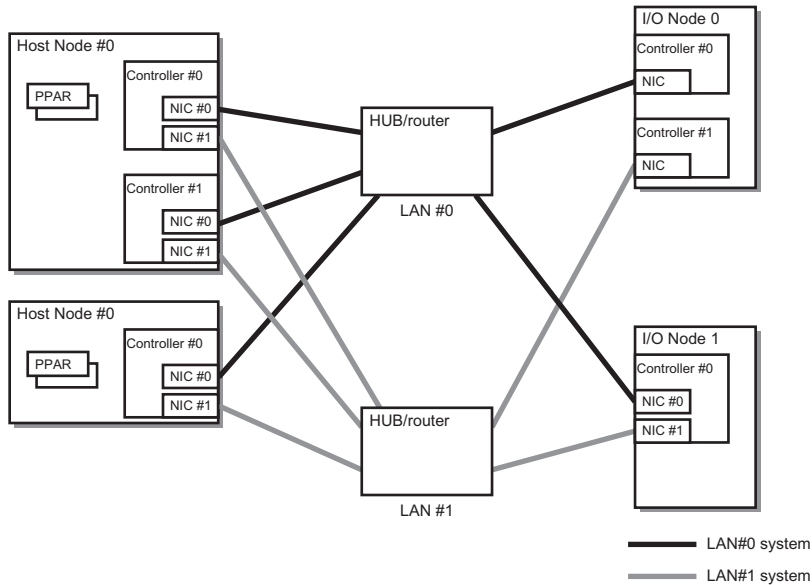 Host Node #0
PPAR
Controller #0
NIC #0
NIC #1
Controller #1
NIC #0
NIC #1
Host Node #0
PPAR
Controller #0
NIC #0
NIC #1
HUB/router
LAN #0
HUB/router
LAN #1
I/O Node 0
Controller #0
NIC
Controller #1
NIC
I/O Node 1
Controller #0
NIC #0
NIC #1
LAN#0 system
LAN#1 system